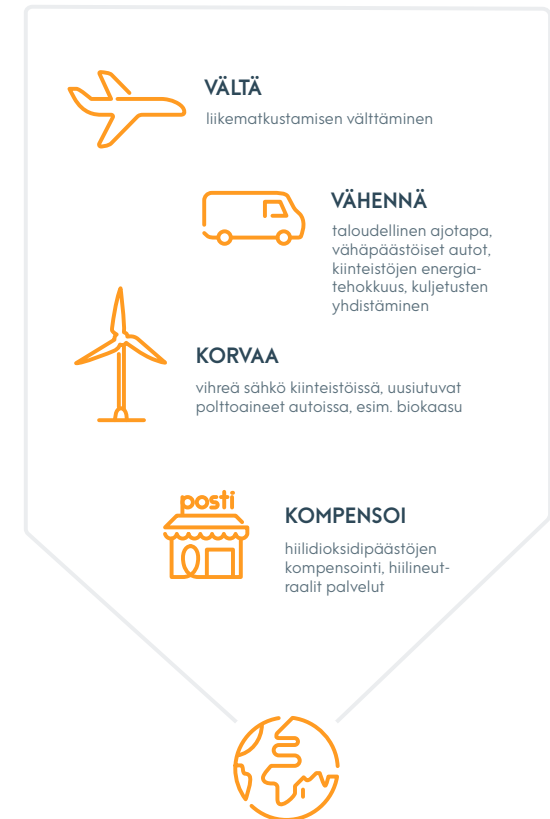 VÄLTÄ
liikematkustamisen välttäminen
VÄHENNÄ
taloudellinen ajotapa,
vähäpäästöiset autot,
kiinteistöjen energia-
tehokkuus, kuljetusten
yhdistäminen
KORVAA
vihreä sähkö kiinteistöissä, uusiutuvat
polttoaineet autoissa, esim. biokaasu
posti
KOMPENSOI
hiilidioksidipäästöjen
kompensointi, hiilineut-
raalit palvelut